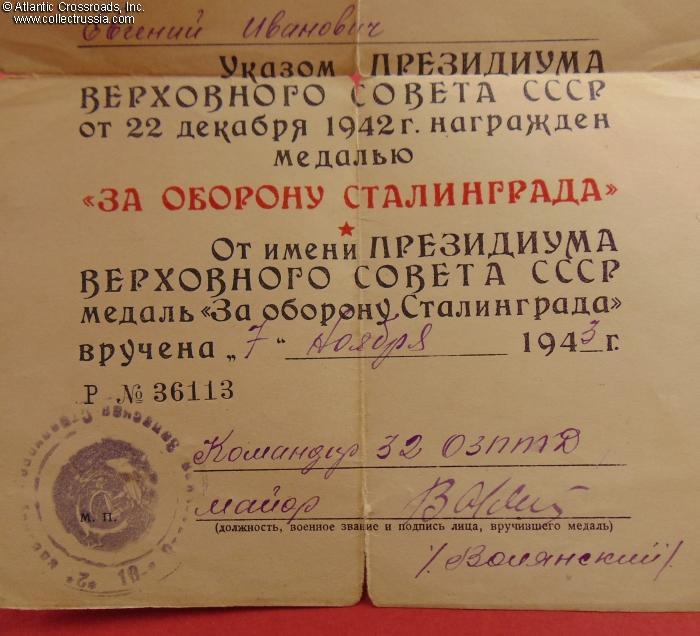 © Atlantic Crossroads, Inc.
www.collectrussia.com
Евгений Иванович
Указом ПРЕЗИДИУМА
ВЕРХОВНОГО СОВЕТА СССР
от 22 декабря 1942 г. награжден
медалью
«ЗА ОБОРОНУ СТАЛИНГРАДА»
От имени ПРЕЗИДИУМА
ВЕРХОВНОГО СОВЕТА СССР
медаль «За оборону Сталинграда»
вручена „7“ ноября 1943 г.
Р № 36113
Командир 32 ОЗПТД
майор
М. П.
(должность, военное звание и подпись лица, вручившего медаль)
/Волянский/